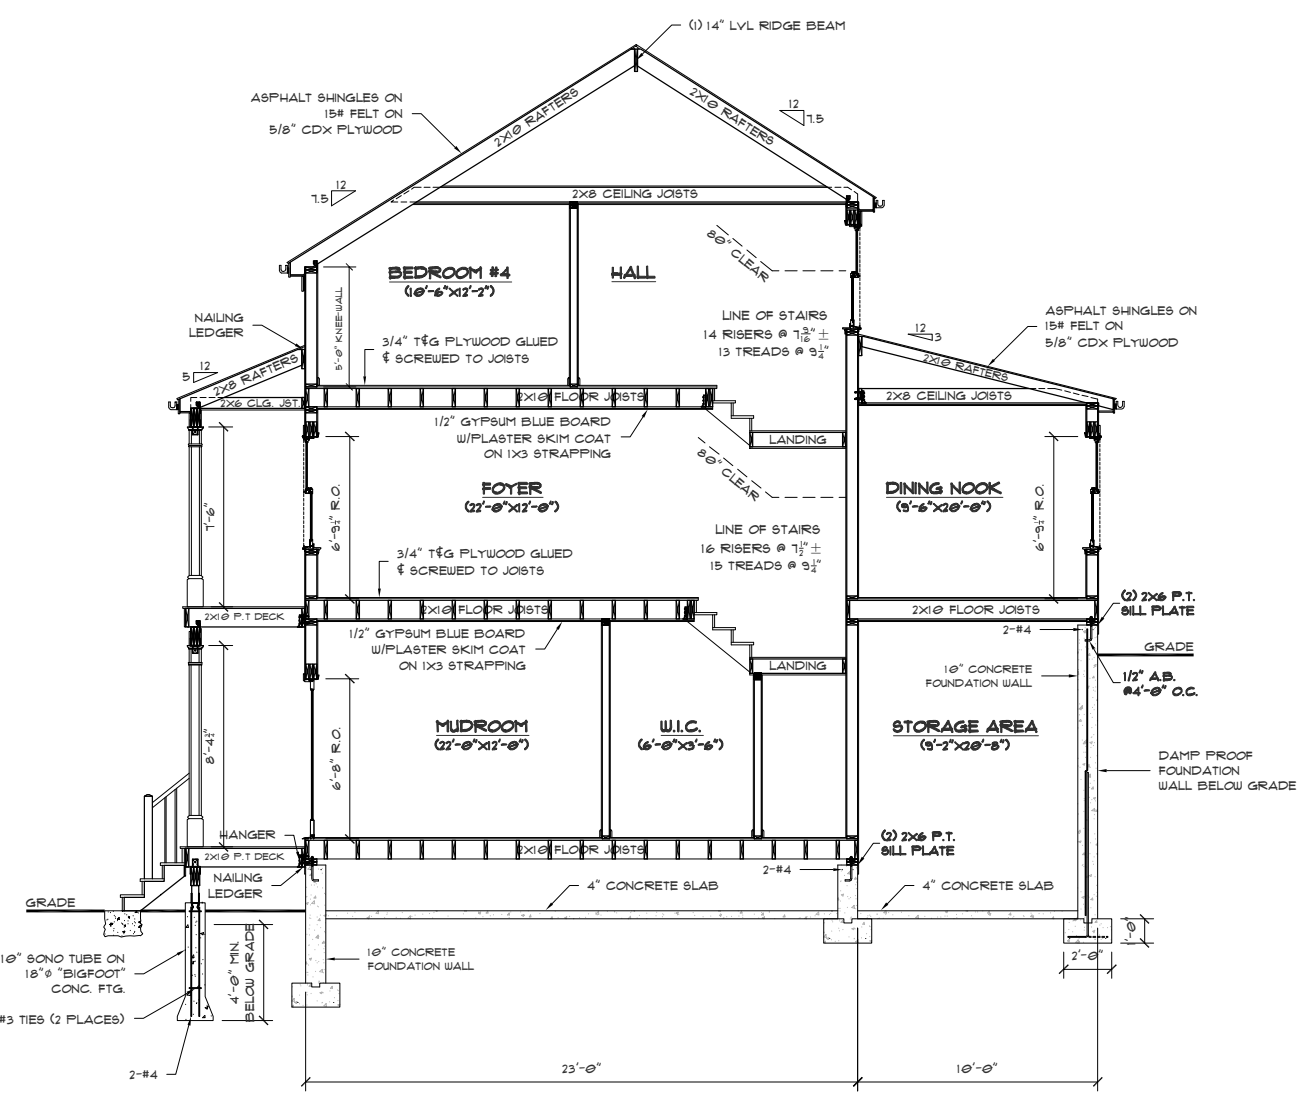 (1) 14" LVL RIDGE BEAM
ASPHALT SHINGLES ON
15# FELT ON
5/8" CDX PLYWOOD
2X10 RAFTERS
2X10 RAFTERS
12
7.5
12
7.5
2X8 CEILING JOISTS
80" CLEAR
BEDROOM #4
(10'-6"X12'-2")
HALL
5'-0" KNEE-WALL
NAILING
LEDGER
3/4" T&G PLYWOOD GLUED
& SCREWED TO JOISTS
LINE OF STAIRS
14 RISERS @ 7 9/16" ±
13 TREADS @ 9 1/4"
ASPHALT SHINGLES ON
15# FELT ON
5/8" CDX PLYWOOD
12
3
2X10 RAFTERS
12
5
2X8 RAFTERS
2X6 CLG. JST.
2X10 FLOOR JOISTS
2X8 CEILING JOISTS
1/2" GYPSUM BLUE BOARD
W/PLASTER SKIM COAT
ON 1X3 STRAPPING
LANDING
80" CLEAR
FOYER
(22'-0"X12'-0")
DINING NOOK
(9'-6"X20'-0")
7'-6"
6'-9 1/2" R.O.
6'-9 1/2" R.O.
LINE OF STAIRS
16 RISERS @ 7 1/2" ±
15 TREADS @ 9 1/4"
3/4" T&G PLYWOOD GLUED
& SCREWED TO JOISTS
2X10 P.T DECK
2X10 FLOOR JOISTS
2X10 FLOOR JOISTS
(2) 2X6 P.T.
SILL PLATE
2-#4
GRADE
1/2" GYPSUM BLUE BOARD
W/PLASTER SKIM COAT
ON 1X3 STRAPPING
LANDING
10" CONCRETE
FOUNDATION WALL
1/2" A.B.
@4'-0" O.C.
MUDROOM
(22'-0"X12'-0")
W.I.C.
(6'-0"X3'-6")
STORAGE AREA
(9'-2"X20'-8")
8'-4 3/4"
6'-8" R.O.
DAMP PROOF
FOUNDATION
WALL BELOW GRADE
HANGER
2X10 P.T DECK
2X10 FLOOR JOISTS
(2) 2X6 P.T.
SILL PLATE
2-#4
NAILING
LEDGER
4" CONCRETE SLAB
4" CONCRETE SLAB
GRADE
10" SONO TUBE ON
18"Ø "BIGFOOT"
CONC. FTG.
4'-0" MIN.
BELOW GRADE
10" CONCRETE
FOUNDATION WALL
1'-0"
2'-0"
#3 TIES (2 PLACES)
2-#4
23'-0"
10'-0"